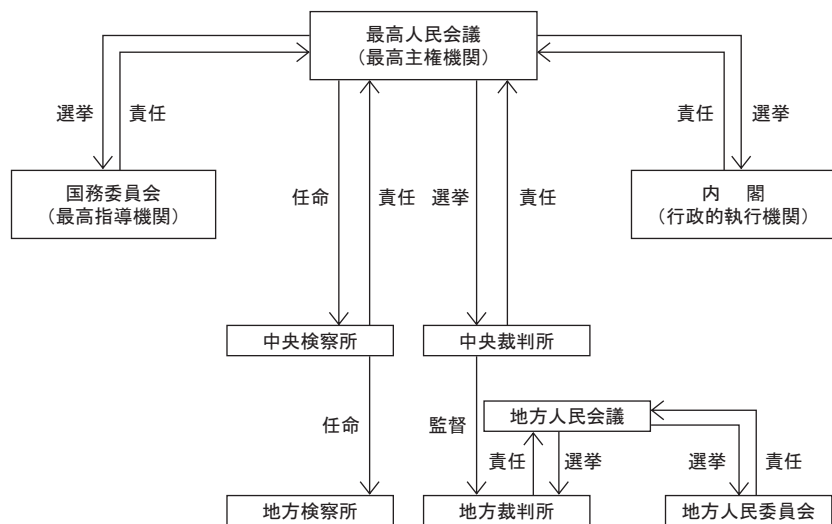 最高人民会議
（最高主権機関）
選挙
責任
責任
選挙
国務委員会
（最高指導機関）
任命
責任
選挙
責任
内　閣
（行政的執行機関）
中央検察所
中央裁判所
地方人民会議
任命
監督
責任
選挙
選挙
責任
地方検察所
地方裁判所
地方人民委員会